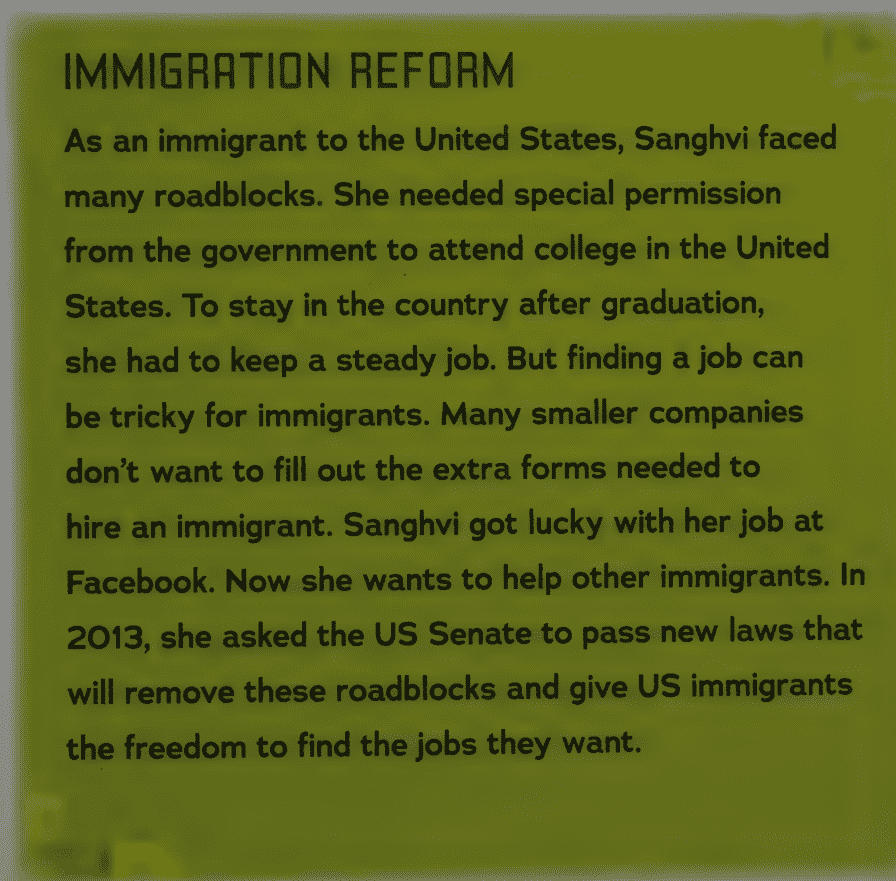 IMMIGRATION REFORM
As an immigrant to the United States, Sanghvi faced
many roadblocks. She needed special permission
from the government to attend college in the United
States. To stay in the country after graduation,
she had to keep a steady job. But finding a job can
be tricky for immigrants. Many smaller companies
don't want to fill out the extra forms needed to
hire an immigrant. Sanghvi got lucky with her job at
Facebook. Now she wants to help other immigrants. In
2013, she asked the US Senate to pass new laws that
will remove these roadblocks and give US immigrants
the freedom to find the jobs they want.